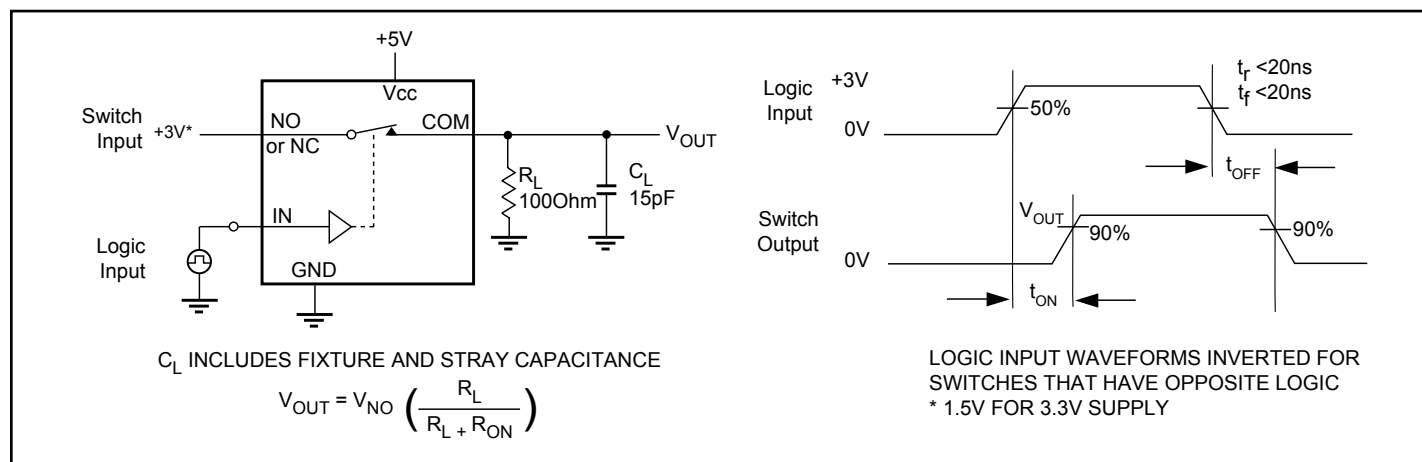 +5V
Vcc
Switch
Input
+3V*
NO
or NC
COM
V_OUT
R_L
100Ohm
C_L
15pF
IN
Logic
Input
GND
C_L INCLUDES FIXTURE AND STRAY CAPACITANCE
V_OUT = V_NO ( R_L / R_L + R_ON )
Logic
Input
+3V
0V
50%
t_r <20ns
t_f <20ns
t_OFF
Switch
Output
V_OUT
0V
90%
90%
t_ON
LOGIC INPUT WAVEFORMS INVERTED FOR
SWITCHES THAT HAVE OPPOSITE LOGIC
* 1.5V FOR 3.3V SUPPLY